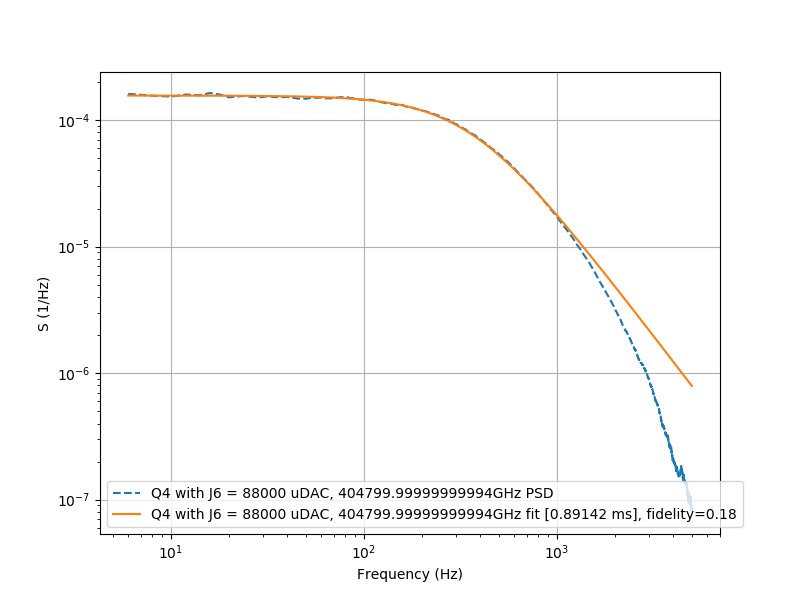 10⁻⁴
10⁻⁵
10⁻⁶
10⁻⁷
S (1/Hz)
Q4 with J6 = 88000 uDAC, 404799.99999999994GHz PSD
Q4 with J6 = 88000 uDAC, 404799.99999999994GHz fit [0.89142 ms], fidelity=0.18
10¹ 10² 10³
Frequency (Hz)